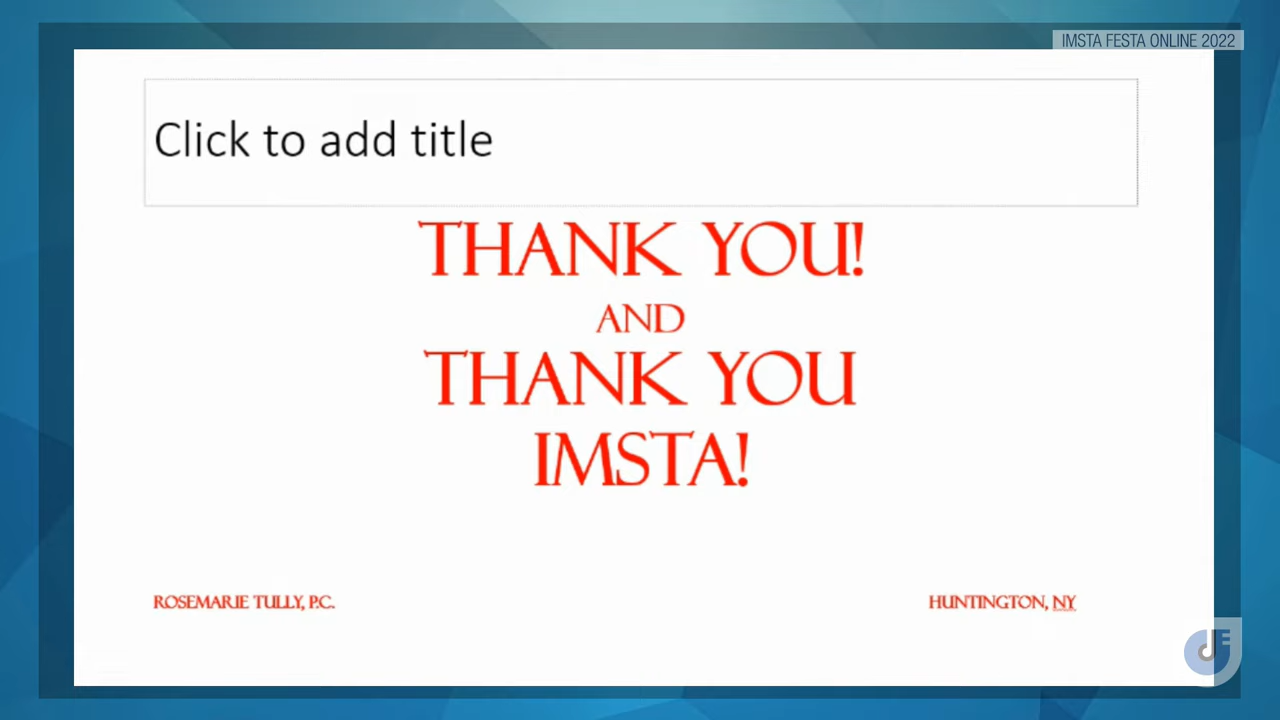 IMSTA FESTA ONLINE 2022
Click to add title
THANK YOU!
AND
THANK YOU
IMSTA!
ROSEMARIE TULLY, P.C.
HUNTINGTON, NY